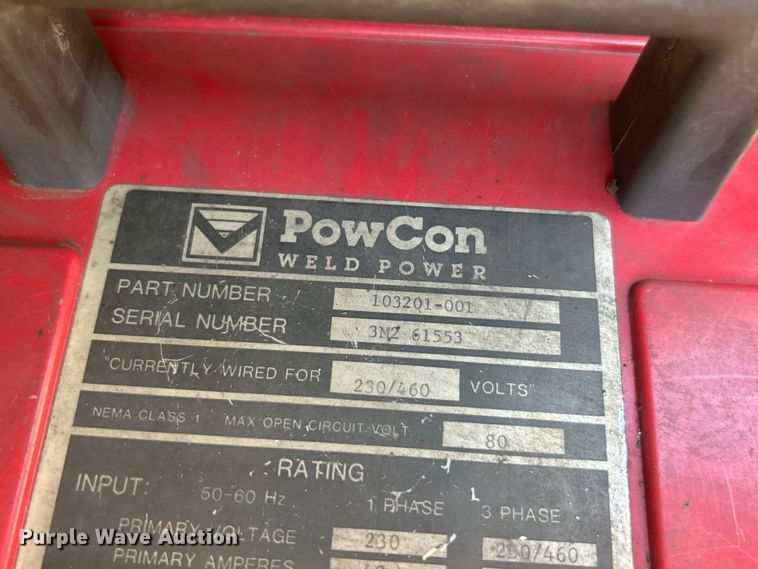 PowCon
WELD POWER
PART NUMBER 103201-001
SERIAL NUMBER 3M2 61553
"CURRENTLY WIRED FOR 230/460 VOLTS"
NEMA CLASS 1 MAX OPEN CIRCUIT VOLT 80
RATING
INPUT: 50-60 Hz 1 PHASE 3 PHASE
PRIMARY VOLTAGE 230 230/460
PRIMARY AMPERES
Purple Wave Auction